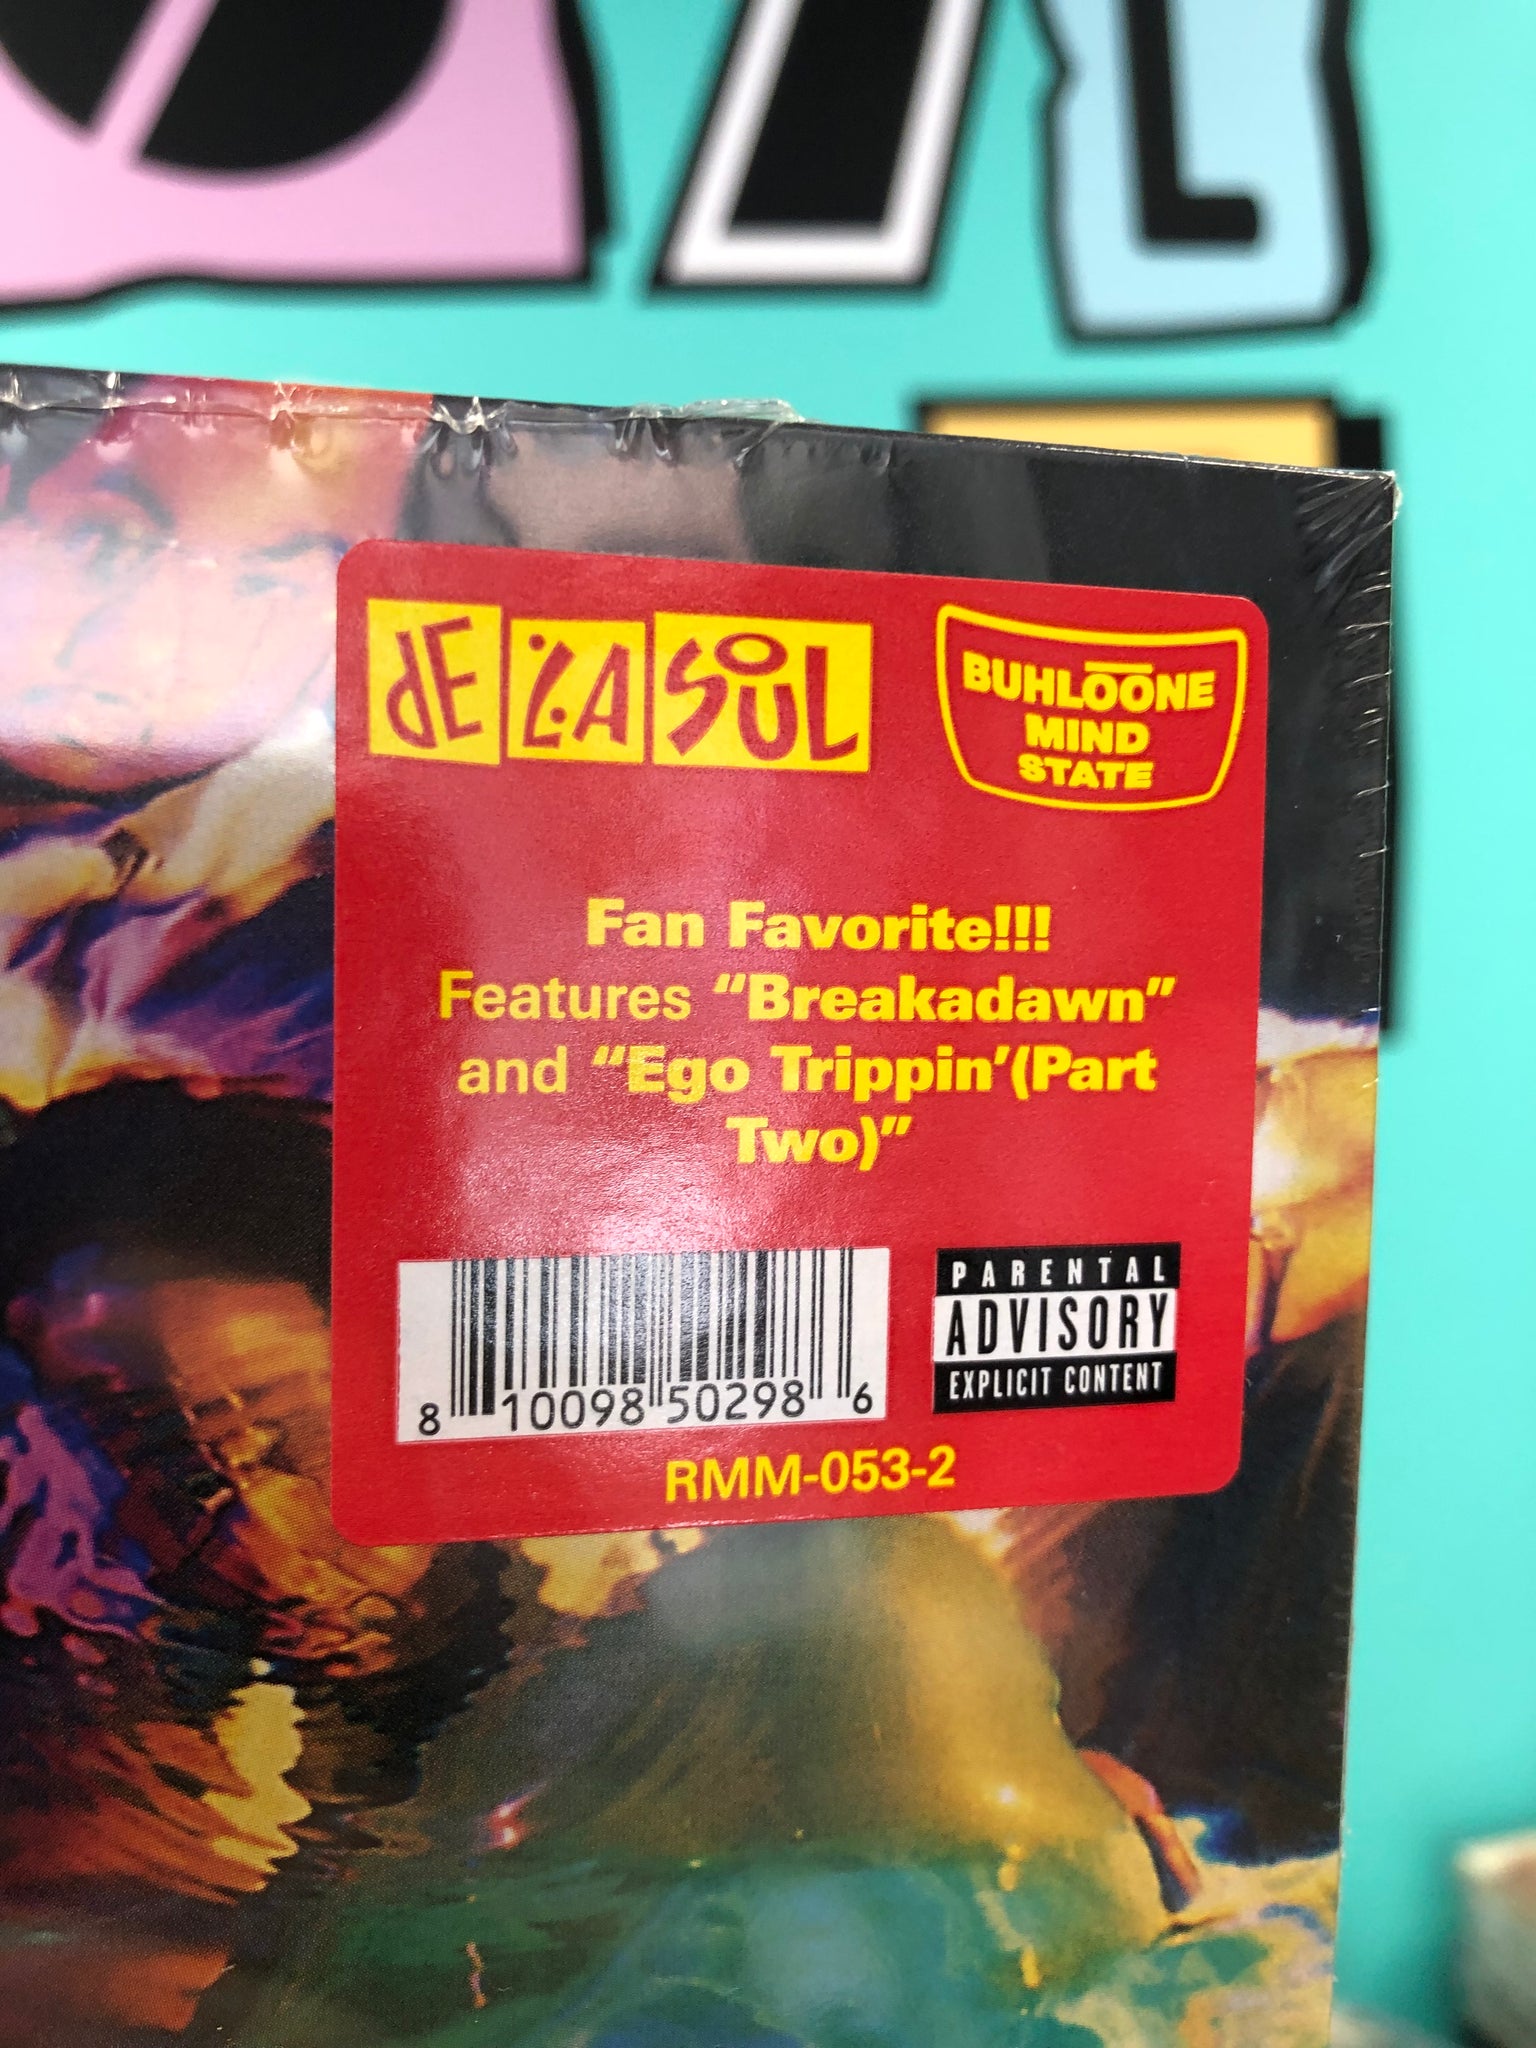 dE LA SOUL
BUHLŌŌNE
MIND
STATE
Fan Favorite!!!
Features “Breakadawn”
and “Ego Trippin’(Part
Two)”
8 10098 50298 6
PARENTAL
ADVISORY
EXPLICIT CONTENT
RMM-053-2